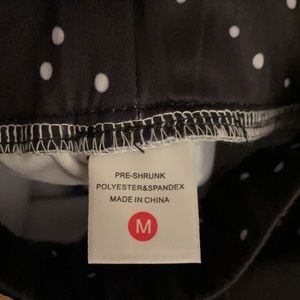 PRE-SHRUNK
POLYESTER&SPANDEX
MADE IN CHINA
M